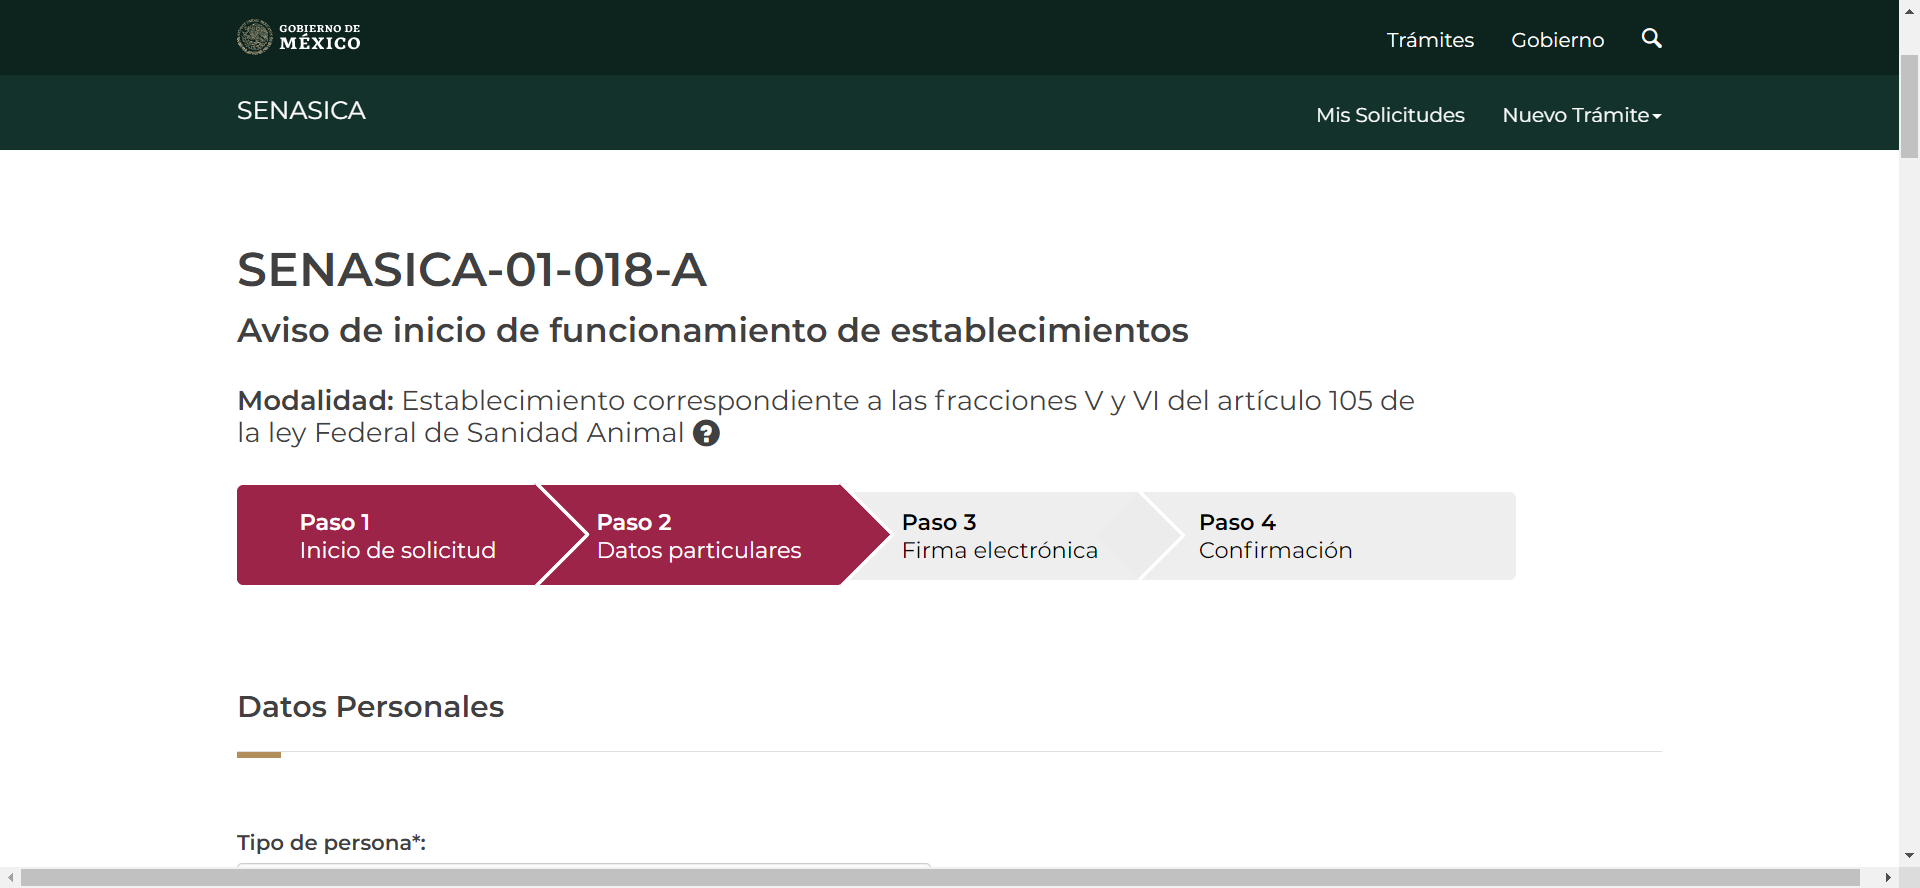 GOBIERNO DE
MÉXICO
Trámites
Gobierno
SENASICA
Mis Solicitudes
Nuevo Trámite
SENASICA-01-018-A
Aviso de inicio de funcionamiento de establecimientos
Modalidad: Establecimiento correspondiente a las fracciones V y VI del artículo 105 de
la ley Federal de Sanidad Animal ?
Paso 1
Inicio de solicitud
Paso 2
Datos particulares
Paso 3
Firma electrónica
Paso 4
Confirmación
Datos Personales
Tipo de persona*: